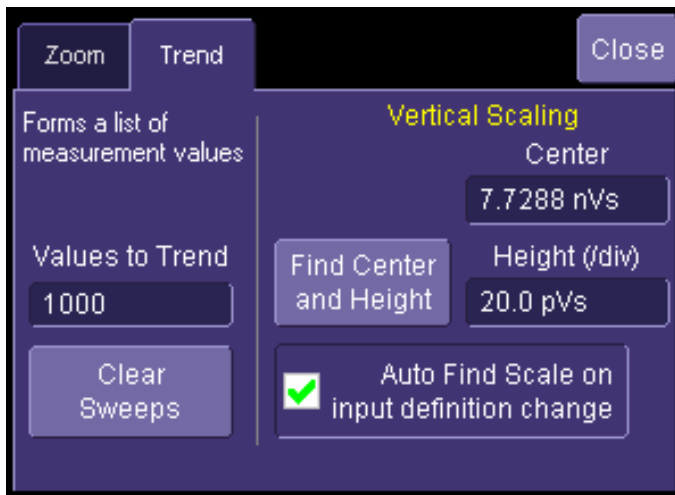 Zoom
Trend
Close
Forms a list of
measurement values
Values to Trend
1000
Clear
Sweeps
Vertical Scaling
Center
7.7288 nVs
Find Center
and Height
Height (/div)
20.0 pVs
Auto Find Scale on
input definition change